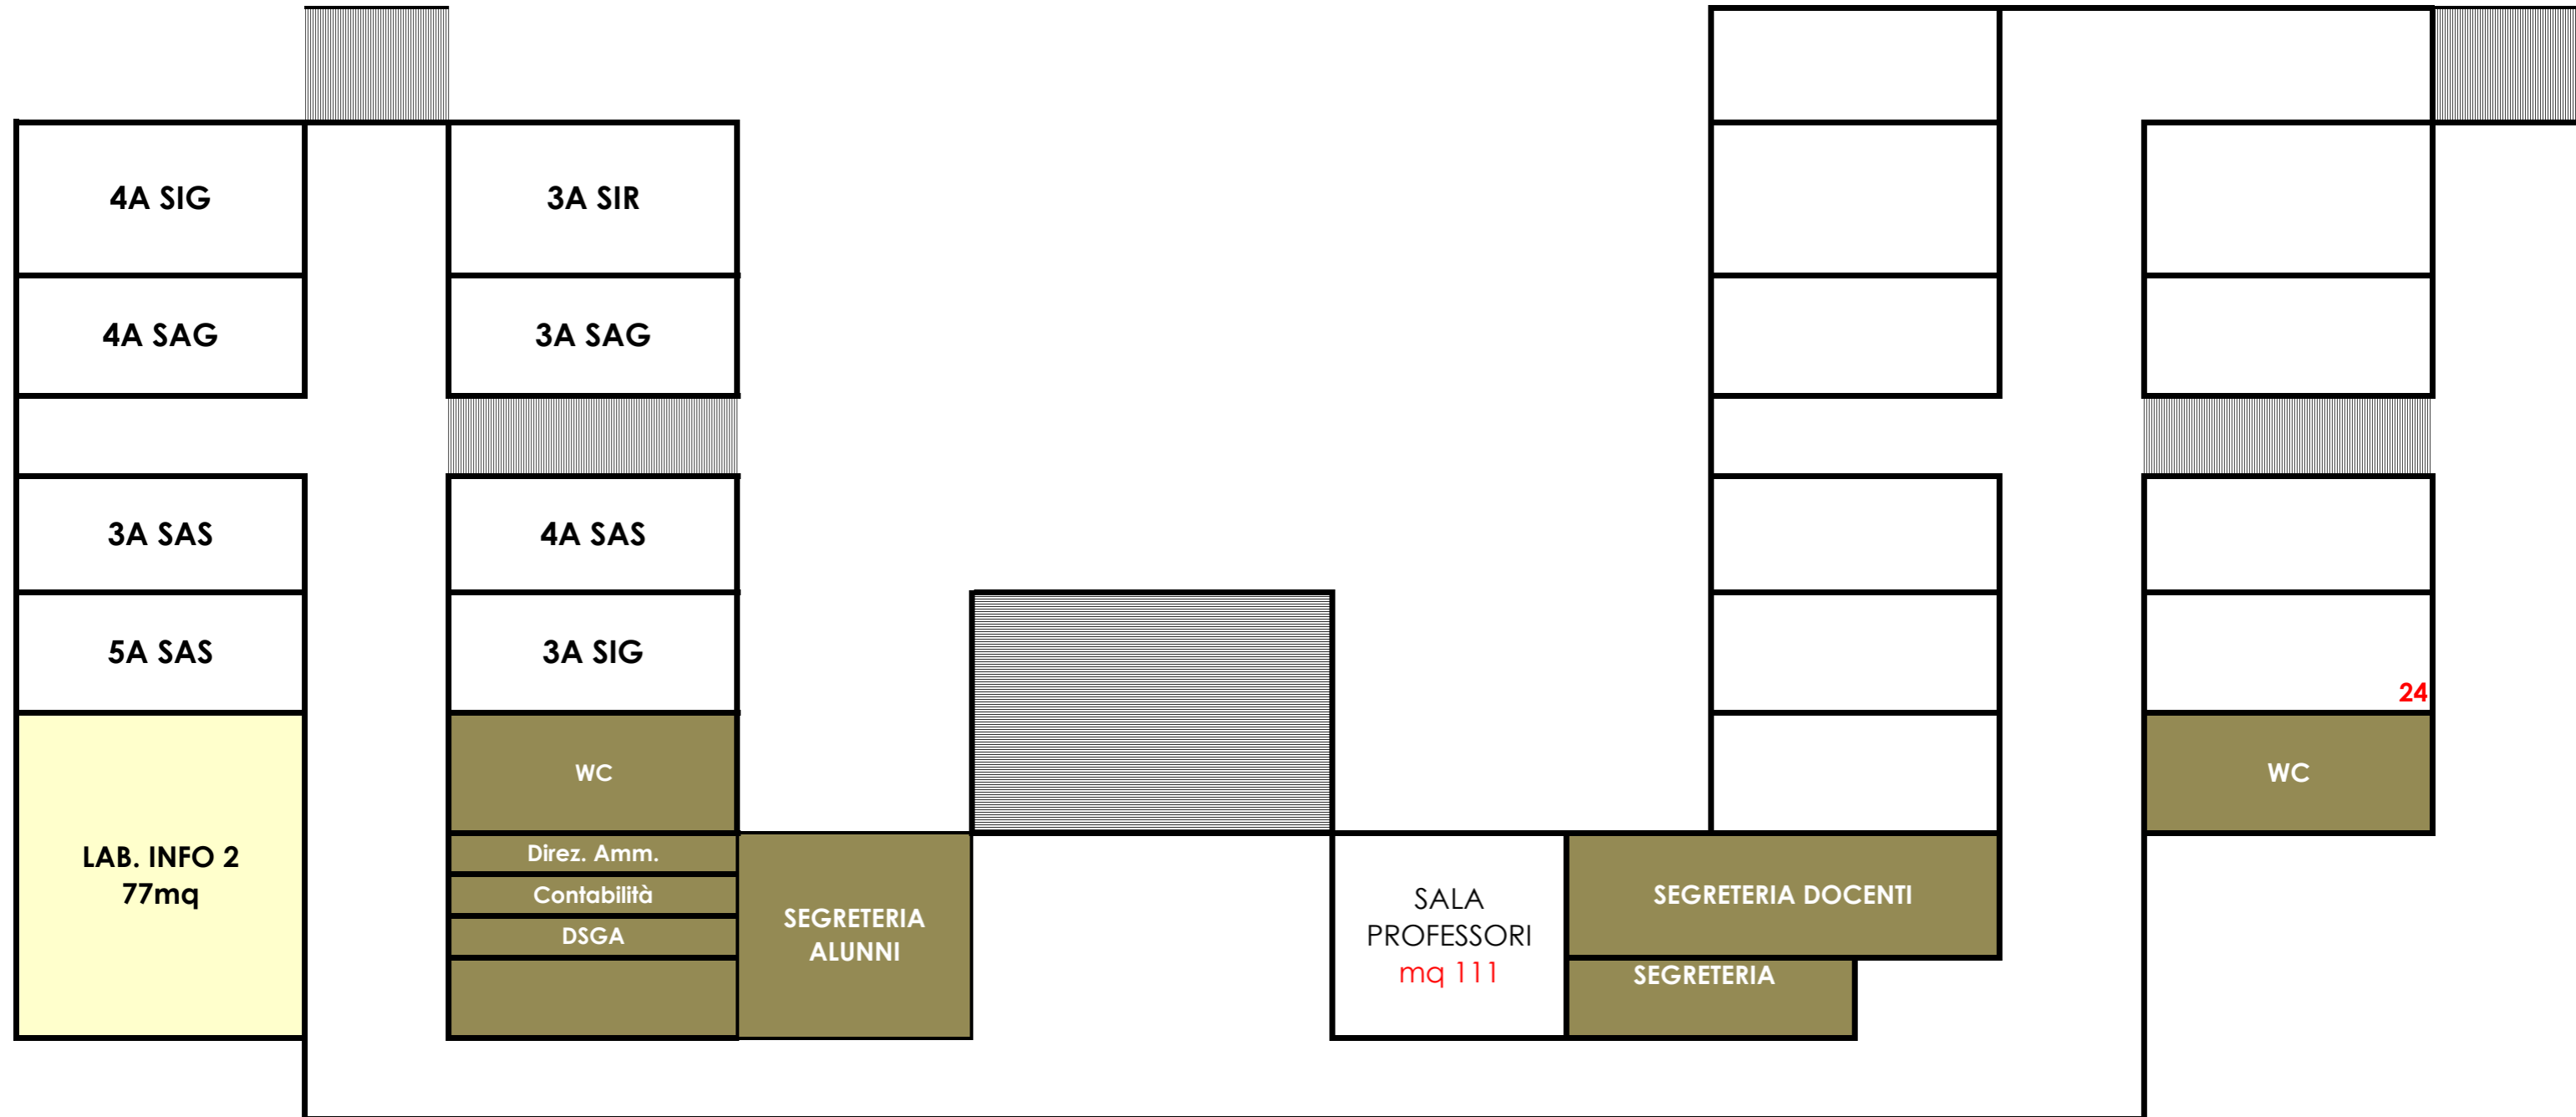 4A SIG
3A SIR
4A SAG
3A SAG
3A SAS
4A SAS
5A SAS
3A SIG
24
WC
WC
LAB. INFO 2
77mq
Direz. Amm.
Contabilità
DSGA
SEGRETERIA
ALUNNI
SALA
PROFESSORI
mq 111
SEGRETERIA DOCENTI
SEGRETERIA